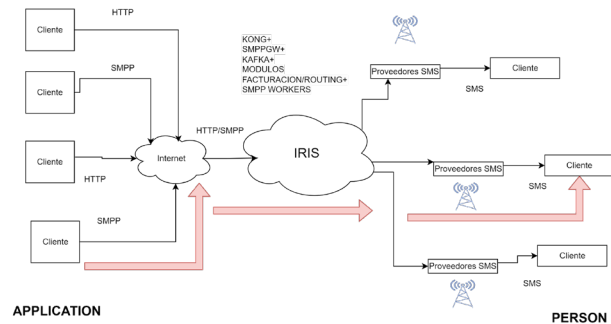 HTTP
Cliente
SMPP
Cliente
Cliente
HTTP
SMPP
Cliente
Internet
HTTP/SMPP
KONG+
SMPPGW+
KAFKA+
MODULOS
FACTURACION/ROUTING+
SMPP WORKERS
IRIS
Proveedores SMS
SMS
Cliente
Proveedores SMS
SMS
Cliente
Proveedores SMS
SMS
Cliente
APPLICATION
PERSON